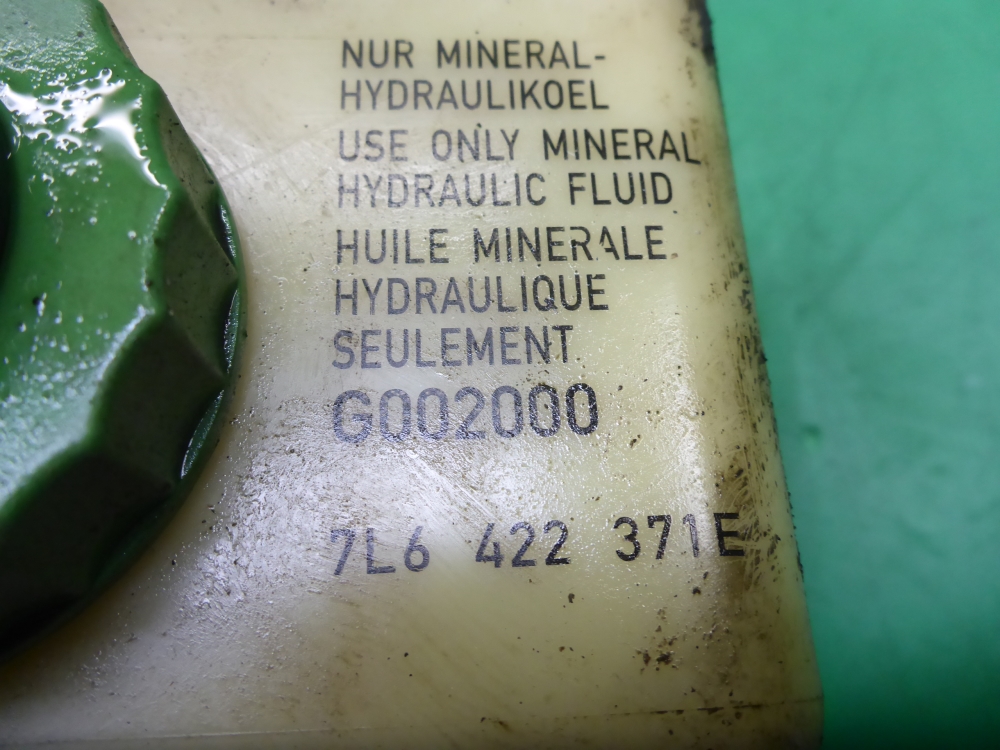 NUR MINERAL-
HYDRAULIKOEL
USE ONLY MINERAL
HYDRAULIC FLUID
HUILE MINERALE
HYDRAULIQUE
SEULEMENT
G002000
7L6 422 371E